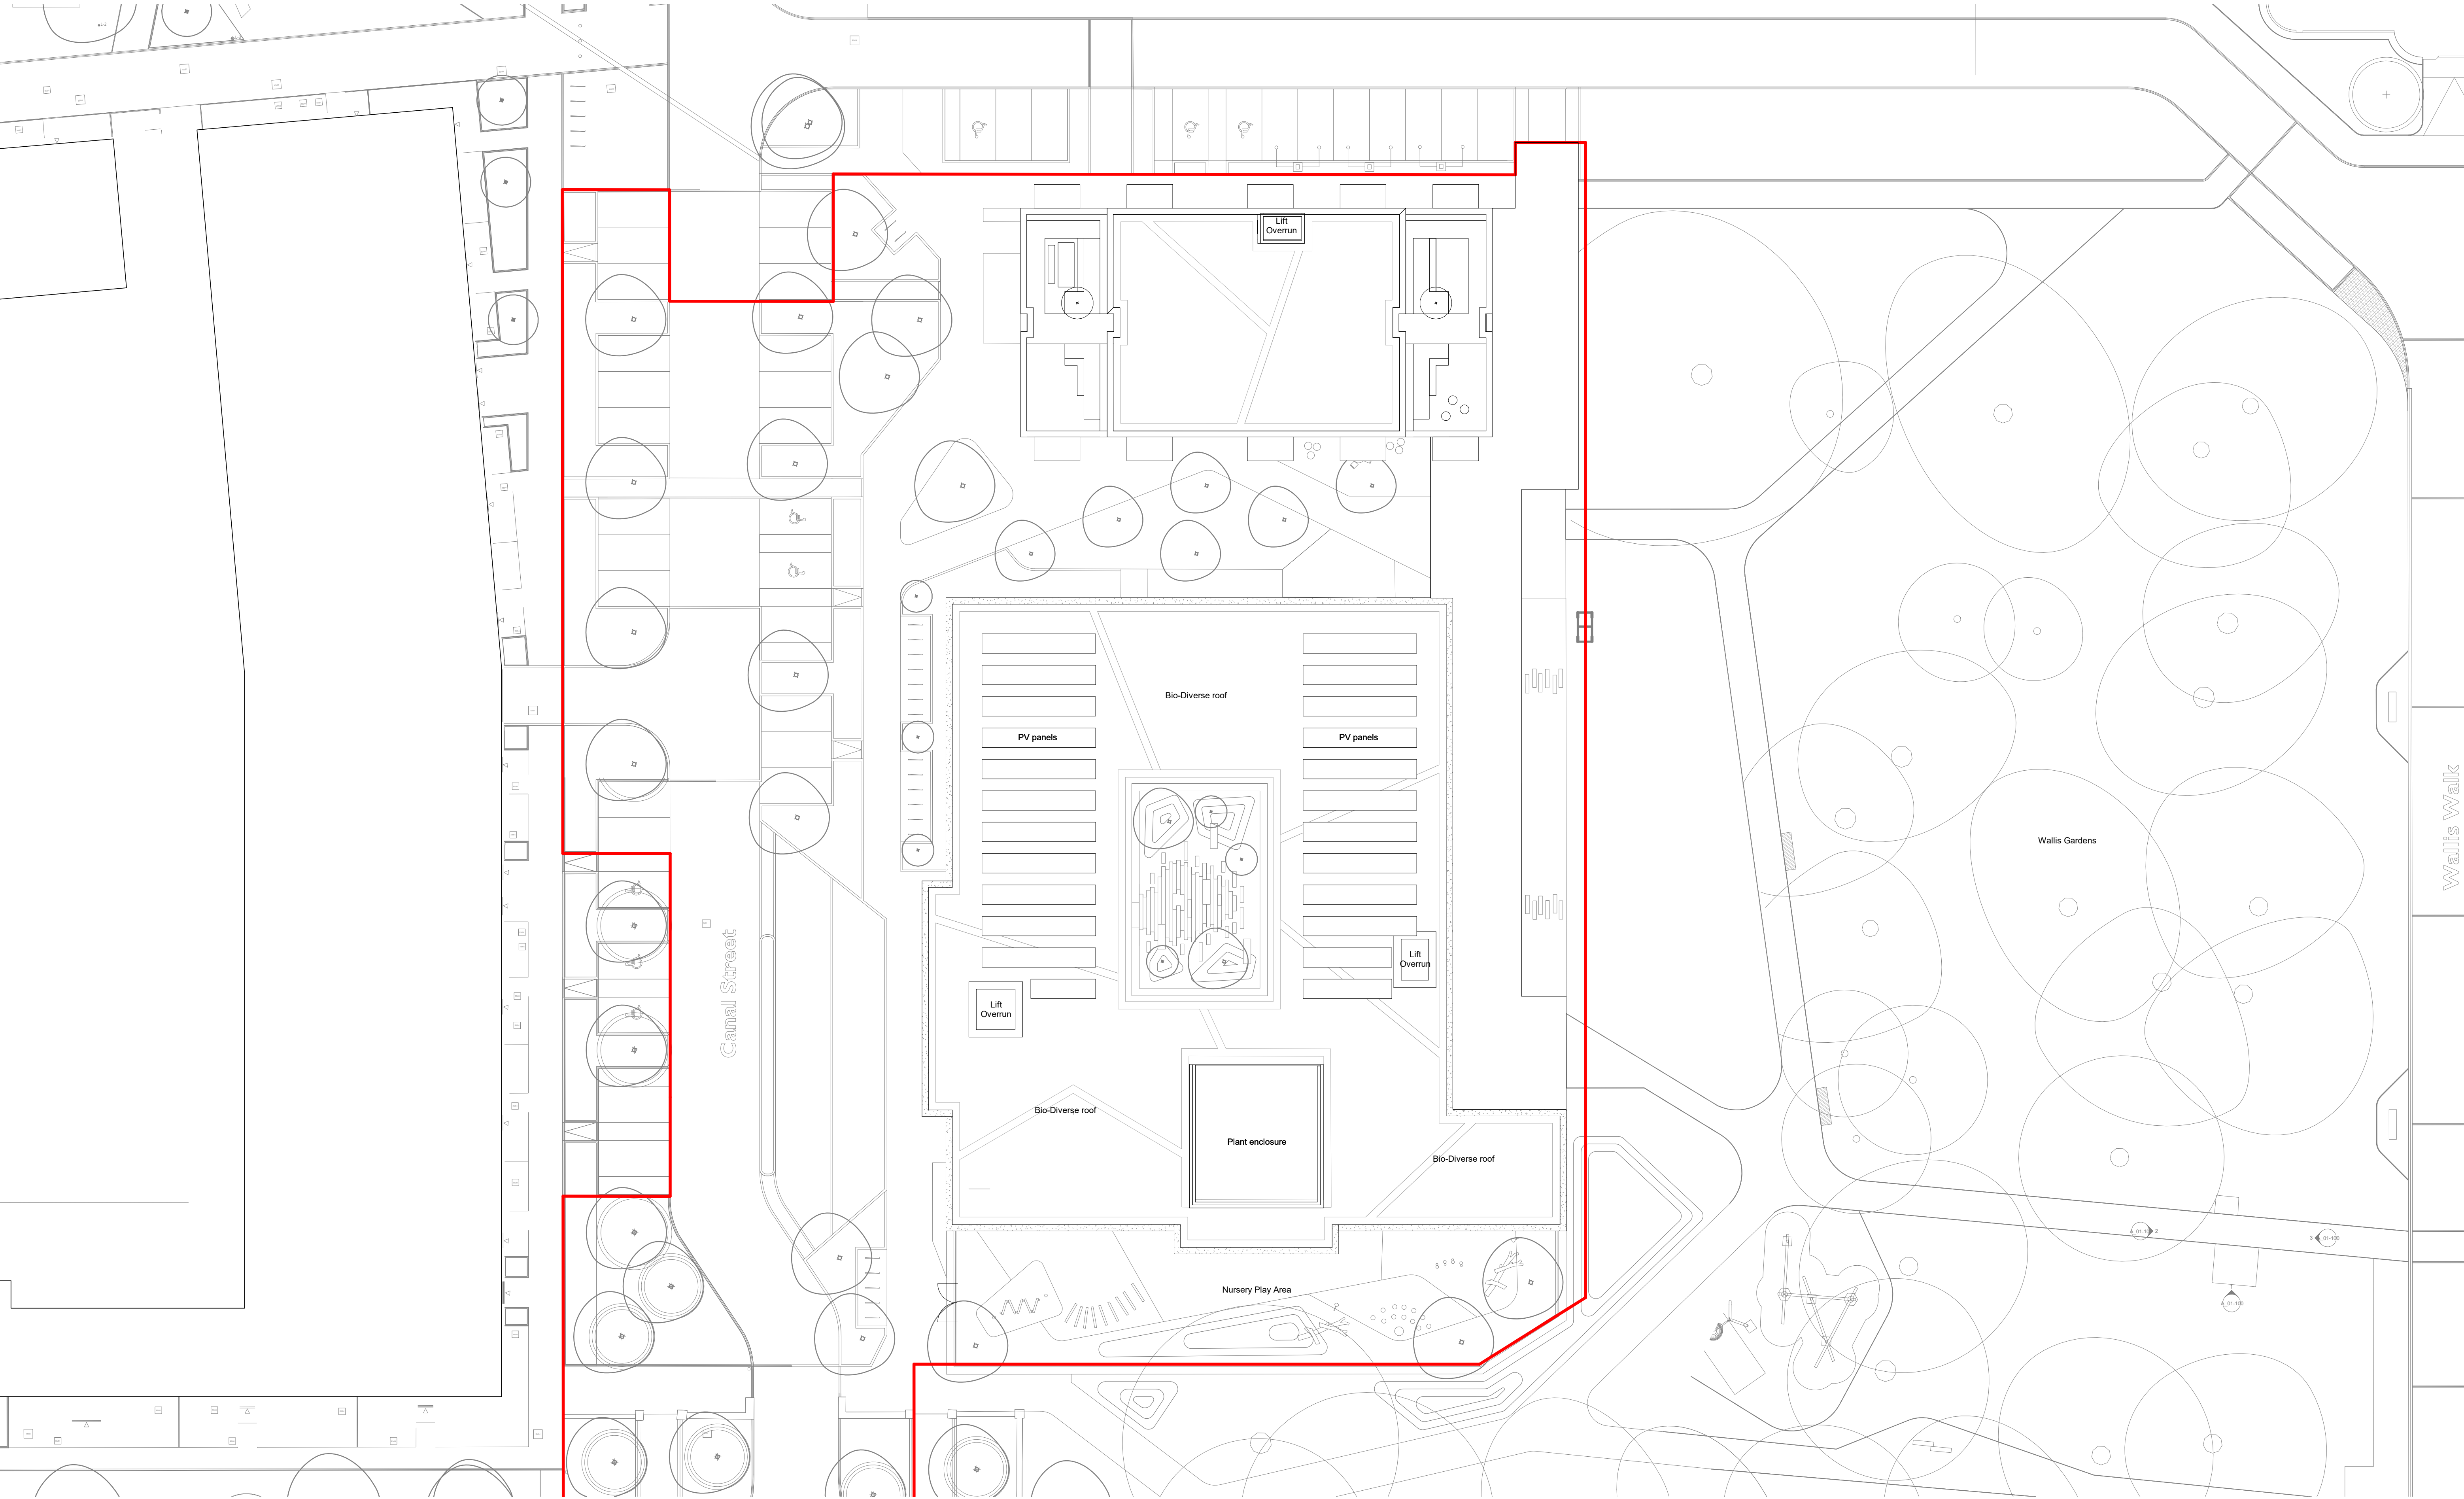 Lift
Overrun
Bio-Diverse roof
PV panels
PV panels
Wallis Walk
Wallis Gardens
Canal Street
Lift
Overrun
Lift
Overrun
Bio-Diverse roof
Plant enclosure
Bio-Diverse roof
Nursery Play Area